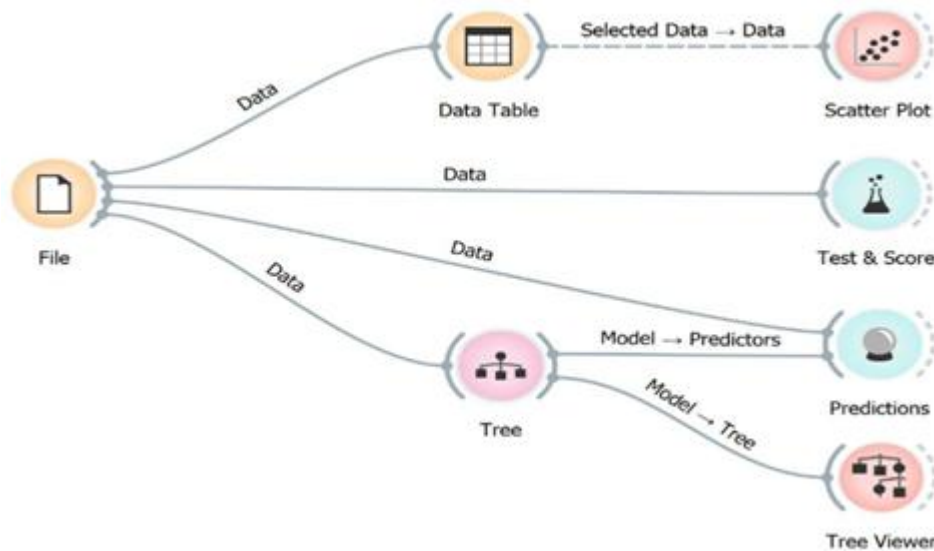 Selected Data → Data
Data
Data Table
Scatter Plot
Data
File
Test & Score
Data
Data
Model → Predictors
Tree
Model → Tree
Predictions
Tree Viewer